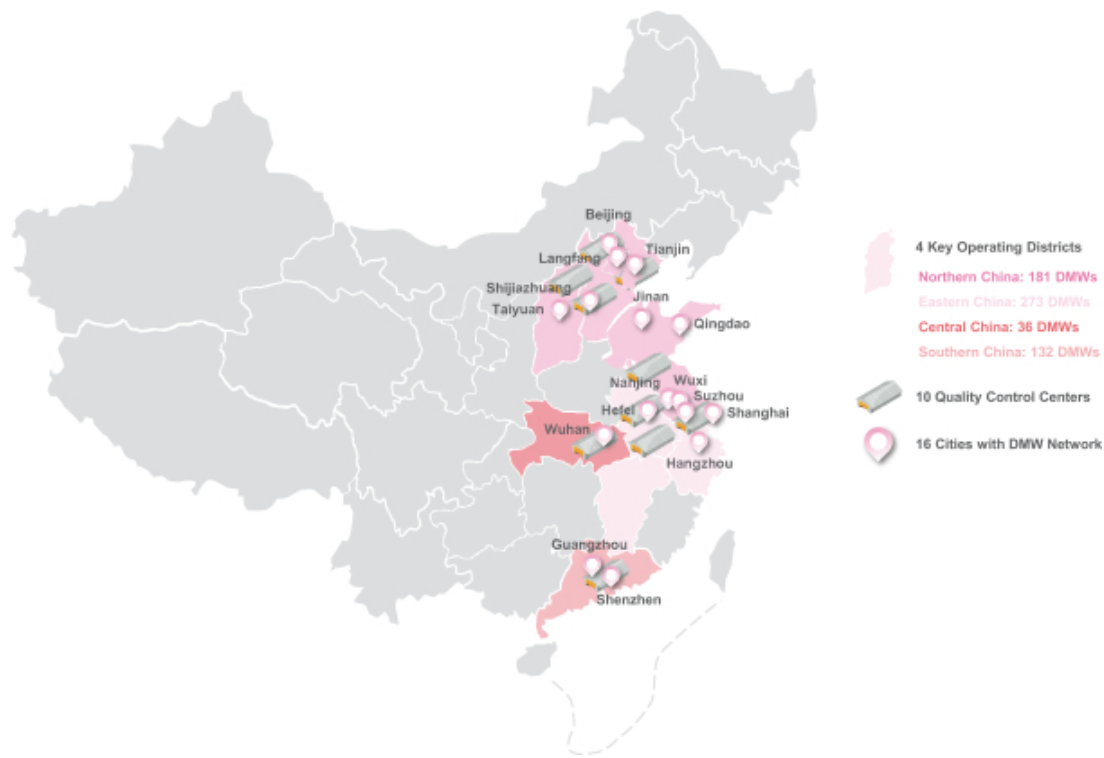 Beijing
Tianjin
Langfang
Shijiazhuang
Jinan
Taiyuan
Qingdao
Nanjing
Wuxi
Suzhou
Hefei
Shanghai
Wuhan
Hangzhou
Guangzhou
Shenzhen
4 Key Operating Districts
Northern China: 181 DMWs
Eastern China: 273 DMWs
Central China: 36 DMWs
Southern China: 132 DMWs
10 Quality Control Centers
16 Cities with DMW Network